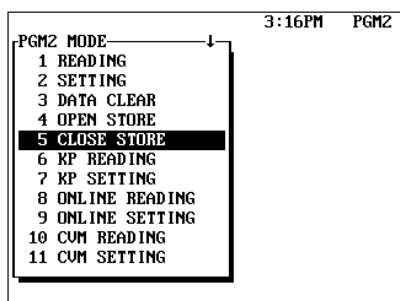 3:16PM PGM2
PGM2 MODE ↓
1 READING
2 SETTING
3 DATA CLEAR
4 OPEN STORE
5 CLOSE STORE
6 KP READING
7 KP SETTING
8 ONLINE READING
9 ONLINE SETTING
10 CVM READING
11 CVM SETTING